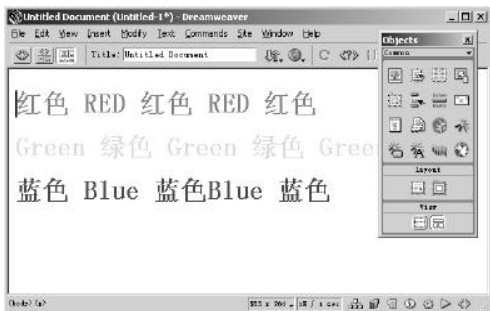 Untitled Document (Untitled-1*) - Dreamweaver
File Edit View Insert Modify Text Commands Site Window Help
Title: Untitled Document
Objects
Common
红色 RED 红色 RED 红色
Green 绿色 Green 绿色 Gree
蓝色 Blue 蓝色Blue 蓝色
Layout
View
<body> <p>